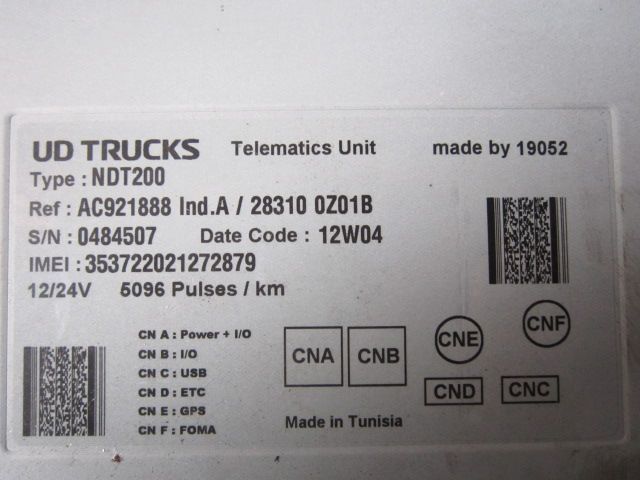 UD TRUCKS Telematics Unit made by 19052
Type : NDT200
Ref : AC921888 Ind.A / 28310 0Z01B
S/N : 0484507 Date Code : 12W04
IMEI : 353722021272879
12/24V 5096 Pulses / km
CN A : Power + I/O
CN B : I/O
CN C : USB
CN D : ETC
CN E : GPS
CN F : FOMA
CNA CNB CNE CNF
CND CNC
Made in Tunisia